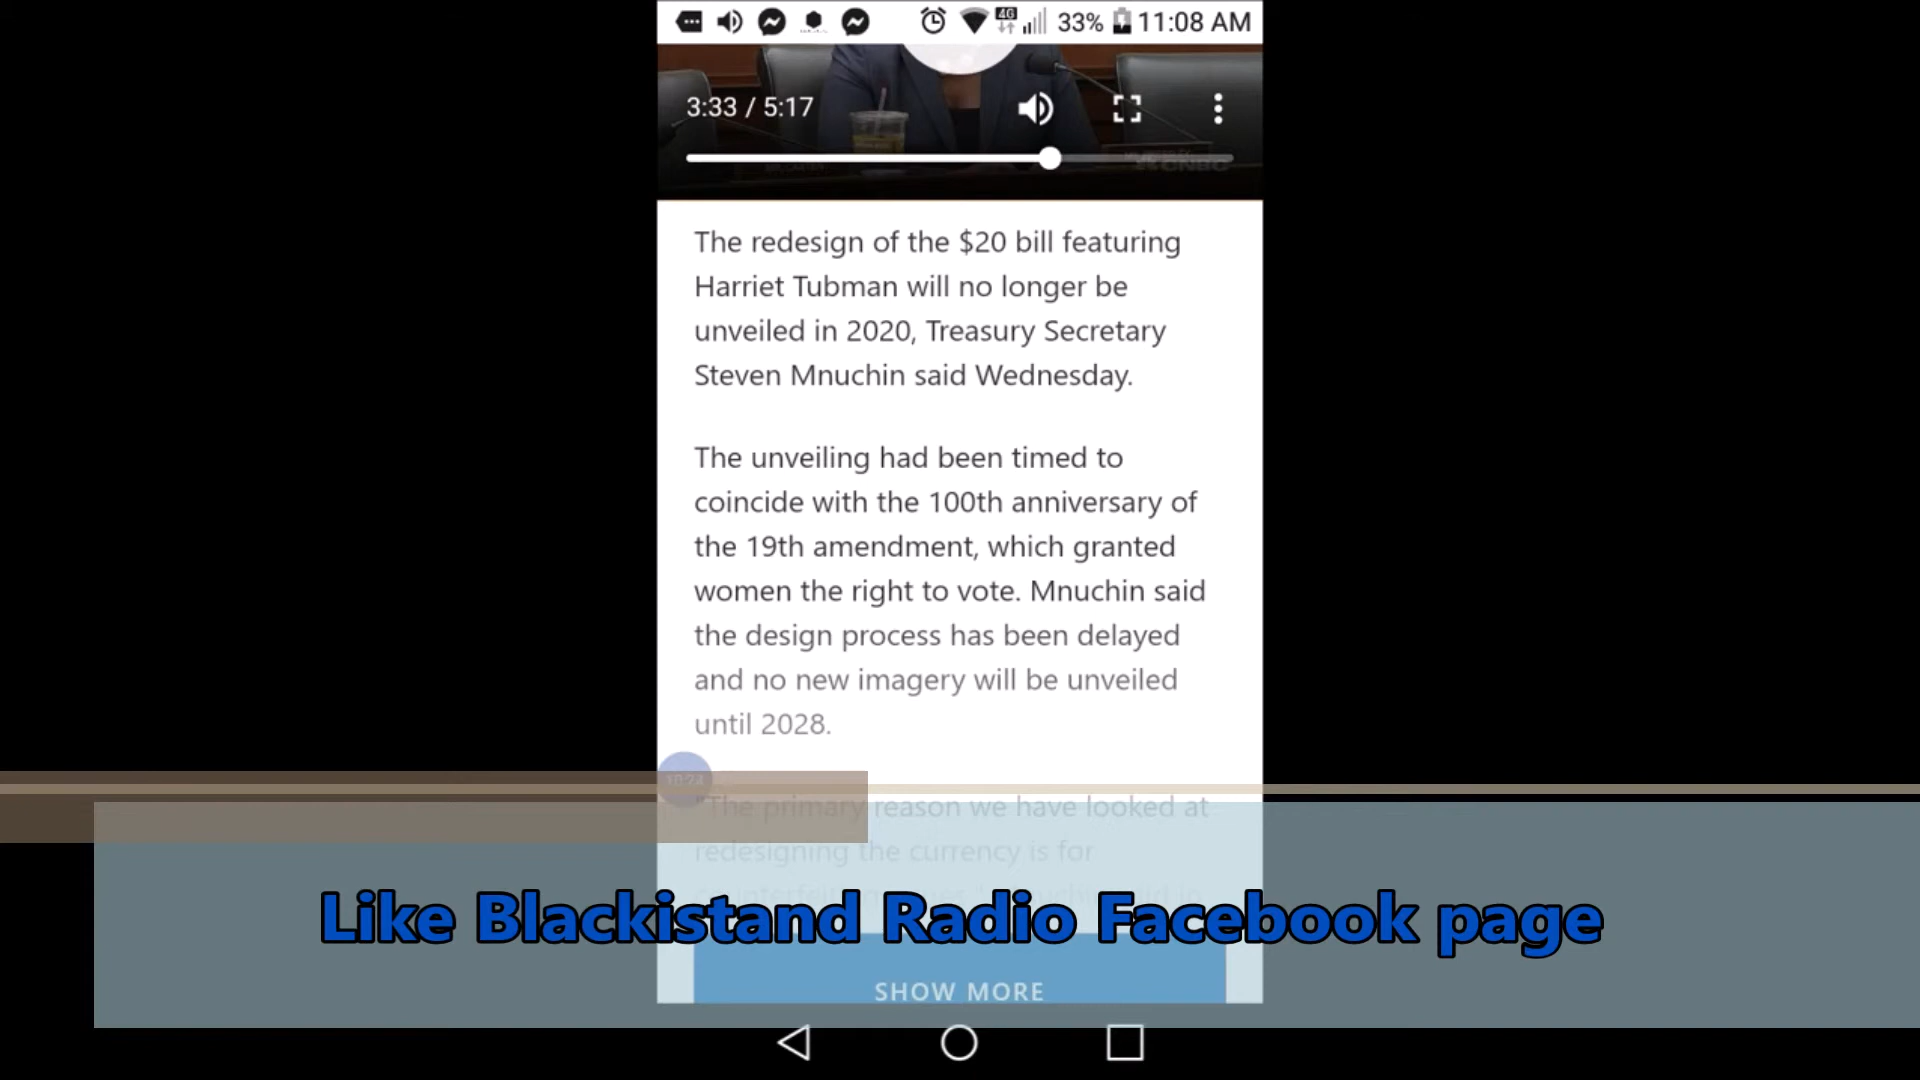 4G
33%
11:08 AM
3:33 / 5:17
CNBC
The redesign of the $20 bill featuring
Harriet Tubman will no longer be
unveiled in 2020, Treasury Secretary
Steven Mnuchin said Wednesday.
The unveiling had been timed to
coincide with the 100th anniversary of
the 19th amendment, which granted
women the right to vote. Mnuchin said
the design process has been delayed
and no new imagery will be unveiled
until 2028.
10:24
"The primary reason we have looked at
redesigning the currency is for
Like Blackistand Radio Facebook page
SHOW MORE